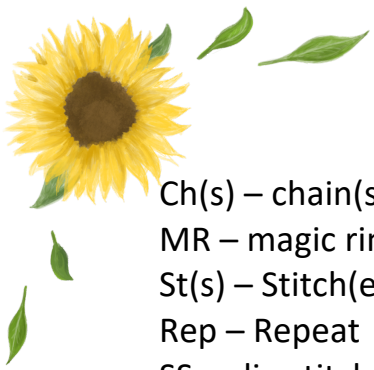 Ch(s) – chain(s
MR – magic rin
St(s) – Stitch(e
Rep – Repeat